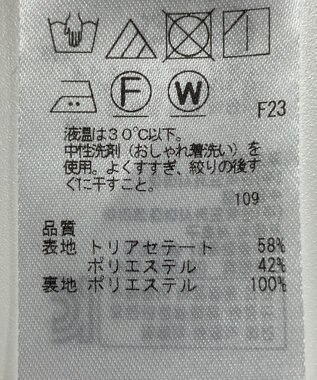 F W F23
液温は30℃以下。
中性洗剤（おしゃれ着洗い）を
使用。よくすすぎ、絞りの後す
ぐに干すこと。
109
品質
表地 トリアセテート 58%
ポリエステル 42%
裏地 ポリエステル 100%